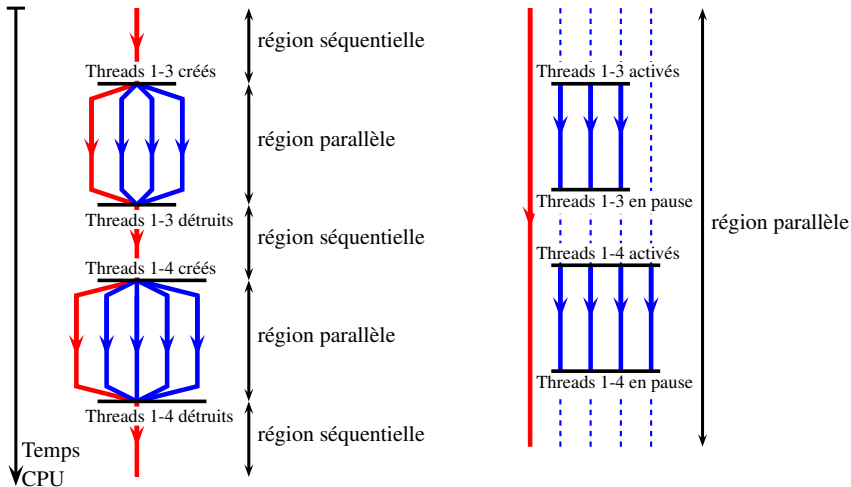 région séquentielle
Threads 1-3 créés
région parallèle
Threads 1-3 détruits
région séquentielle
Threads 1-4 créés
région parallèle
Threads 1-4 détruits
région séquentielle
Temps
CPU
Threads 1-3 activés
Threads 1-3 en pause
région parallèle
Threads 1-4 activés
Threads 1-4 en pause